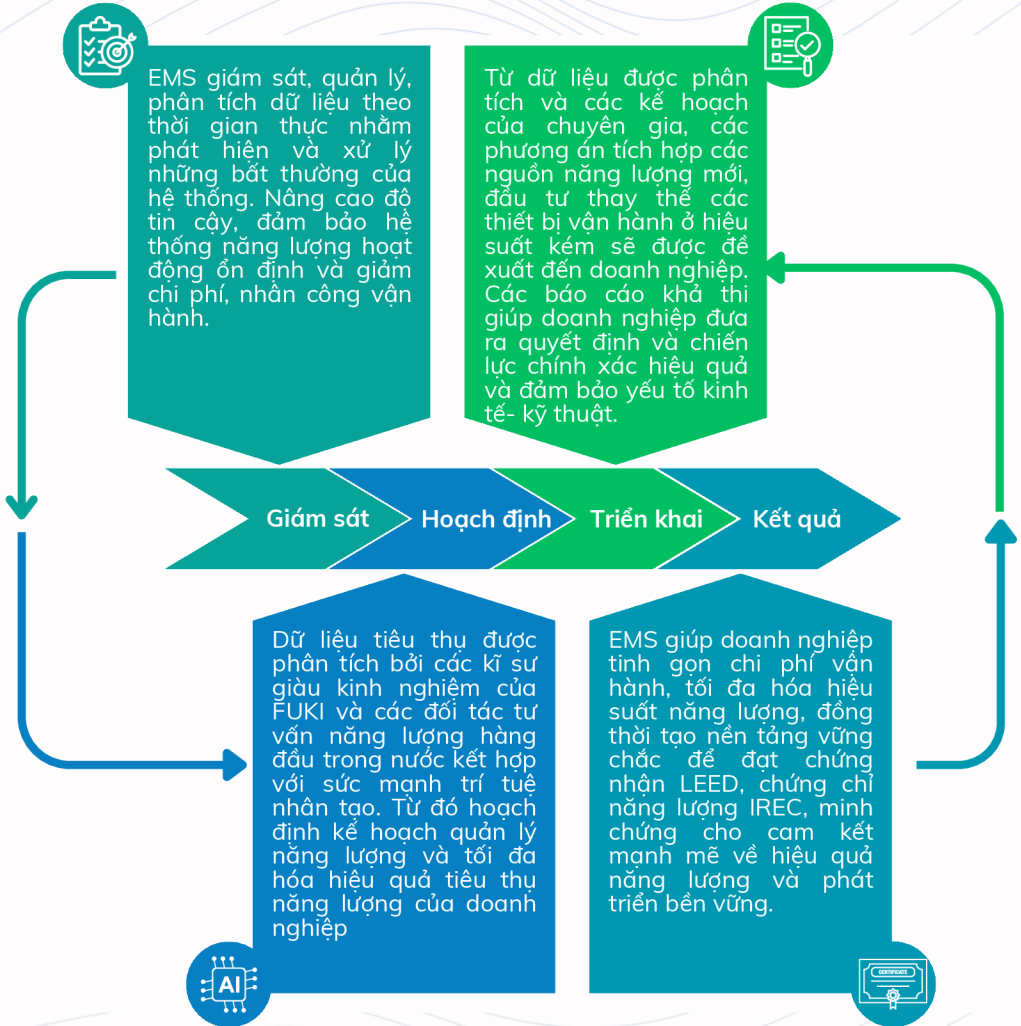 EMS giám sát, quản lý,
phân tích dữ liệu theo
thời gian thực nhằm
phát hiện và xử lý
những bất thường của
hệ thống. Nâng cao độ
tin cậy, đảm bảo hệ
thống năng lượng hoạt
động ổn định và giảm
chi phí, nhân công vận
hành.
Từ dữ liệu được phân
tích và các kế hoạch
của chuyên gia, các
phương án tích hợp các
nguồn năng lượng mới,
đầu tư thay thế các
thiết bị vận hành ở hiệu
suất kém sẽ được đề
xuất đến doanh nghiệp.
Các báo cáo khả thi
giúp doanh nghiệp đưa
ra quyết định và chiến
lực chính xác hiệu quả
và đảm bảo yếu tố kinh
tế- kỹ thuật.
Giám sát
Hoạch định
Triển khai
Kết quả
Dữ liệu tiêu thụ được
phân tích bởi các kĩ sư
giàu kinh nghiệm của
FUKI và các đối tác tư
vấn năng lượng hàng
đầu trong nước kết hợp
với sức mạnh trí tuệ
nhân tạo. Từ đó hoạch
định kế hoạch quản lý
năng lượng và tối đa
hóa hiệu quả tiêu thụ
năng lượng của doanh
nghiệp
EMS giúp doanh nghiệp
tinh gọn chi phí vận
hành, tối đa hóa hiệu
suất năng lượng, đồng
thời tạo nền tảng vững
chắc để đạt chứng
nhận LEED, chứng chỉ
năng lượng IREC, minh
chứng cho cam kết
mạnh mẽ về hiệu quả
năng lượng và phát
triển bền vững.
AI
CERTIFICATE